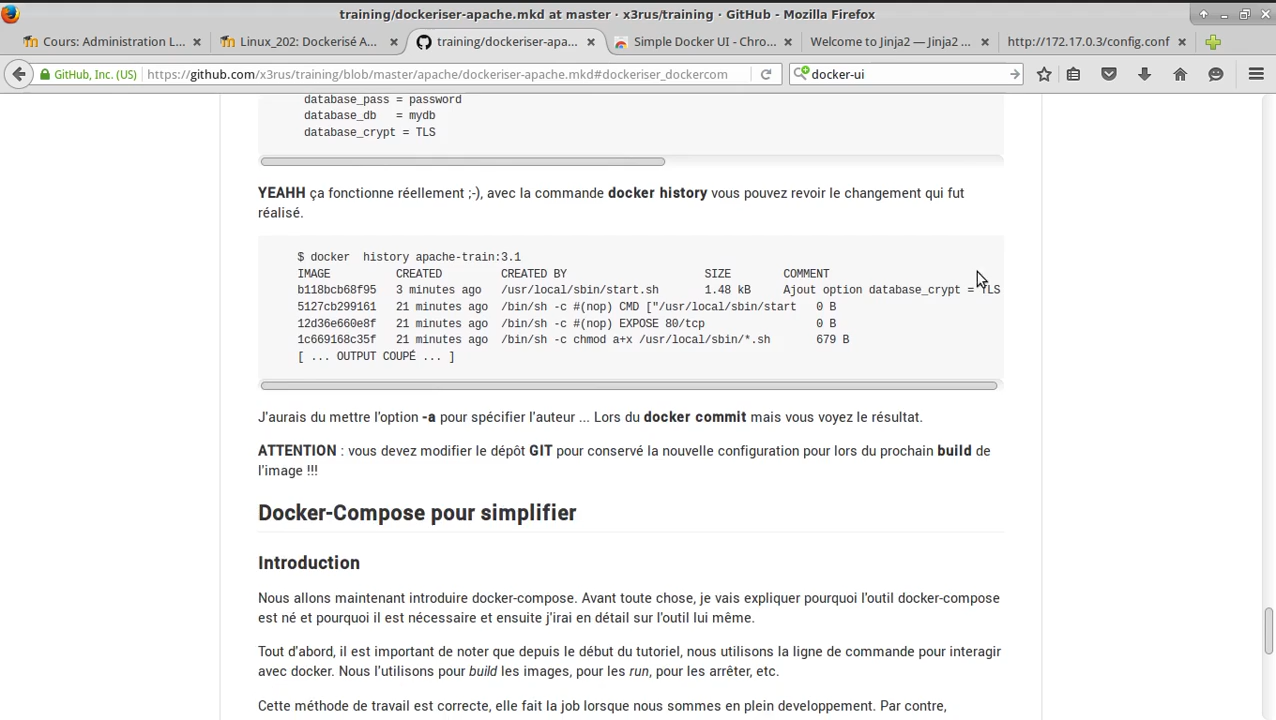 training/dockeriser-apache.mkd at master · x3rus/training · GitHub - Mozilla Firefox
Cours: Administration L...
Linux_202: Dockerisé A...
training/dockeriser-apa...
Simple Docker UI - Chro...
Welcome to Jinja2 — Jinja2 ...
http://172.17.0.3/config.conf
GitHub, Inc. (US)
https://github.com/x3rus/training/blob/master/apache/dockeriser-apache.mkd#dockeriser_dockercom
docker-ui
database_pass = password
database_db   = mydb
database_crypt = TLS
YEAHH ça fonctionne réellement ;-), avec la commande docker history vous pouvez revoir le changement qui fut
réalisé.
$ docker  history apache-train:3.1
IMAGE          CREATED         CREATED BY                     SIZE        COMMENT
b118bcb68f95   3 minutes ago   /usr/local/sbin/start.sh       1.48 kB     Ajout option database_crypt = TLS
5127cb299161   21 minutes ago  /bin/sh -c #(nop) CMD ["/usr/local/sbin/start   0 B
12d36e660e8f   21 minutes ago  /bin/sh -c #(nop) EXPOSE 80/tcp                 0 B
1c669168c35f   21 minutes ago  /bin/sh -c chmod a+x /usr/local/sbin/*.sh       679 B
[ ... OUTPUT COUPÉ ... ]
J'aurais du mettre l'option -a pour spécifier l'auteur ... Lors du docker commit mais vous voyez le résultat.
ATTENTION : vous devez modifier le dépôt GIT pour conservé la nouvelle configuration pour lors du prochain build de
l'image !!!
Docker-Compose pour simplifier
Introduction
Nous allons maintenant introduire docker-compose. Avant toute chose, je vais expliquer pourquoi l'outil docker-compose
est né et pourquoi il est nécessaire et ensuite j'irai en détail sur l'outil lui même.
Tout d'abord, il est important de noter que depuis le début du tutoriel, nous utilisons la ligne de commande pour interagir
avec docker. Nous l'utilisons pour build les images, pour les run, pour les arrêter, etc.
Cette méthode de travail est correcte, elle fait la job lorsque nous sommes en plein developpement. Par contre,